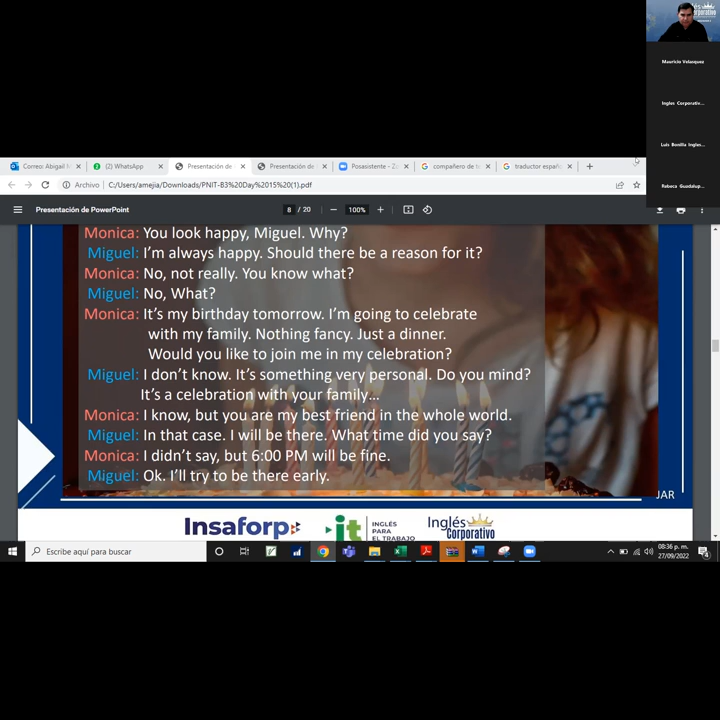 Inglés
Corporativo
Mauricio Velasquez
Ingles Corporativ...
Luis Bonilla Ingles...
Rebeca Guadalup...
Correo: Abigail
(2) WhatsApp
Presentación de
Presentación de
Posasistente - Z
compañero de t
traductor españ
Archivo C:/Users/amejia/Downloads/PNIT-B3%20Day%2015%20(1).pdf
Presentación de PowerPoint
8 / 20
100%
Monica: You look happy, Miguel. Why?
Miguel: I'm always happy. Should there be a reason for it?
Monica: No, not really. You know what?
Miguel: No, What?
Monica: It's my birthday tomorrow. I'm going to celebrate
with my family. Nothing fancy. Just a dinner.
Would you like to join me in my celebration?
Miguel: I don't know. It's something very personal. Do you mind?
It's a celebration with your family...
Monica: I know, but you are my best friend in the whole world.
Miguel: In that case. I will be there. What time did you say?
Monica: I didn't say, but 6:00 PM will be fine.
Miguel: Ok. I'll try to be there early.
JAR
Insaforp
it
INGLÉS
PARA
EL TRABAJO
Inglés
Corporativo
Escribe aquí para buscar
08:36 p. m.
27/09/2022
4